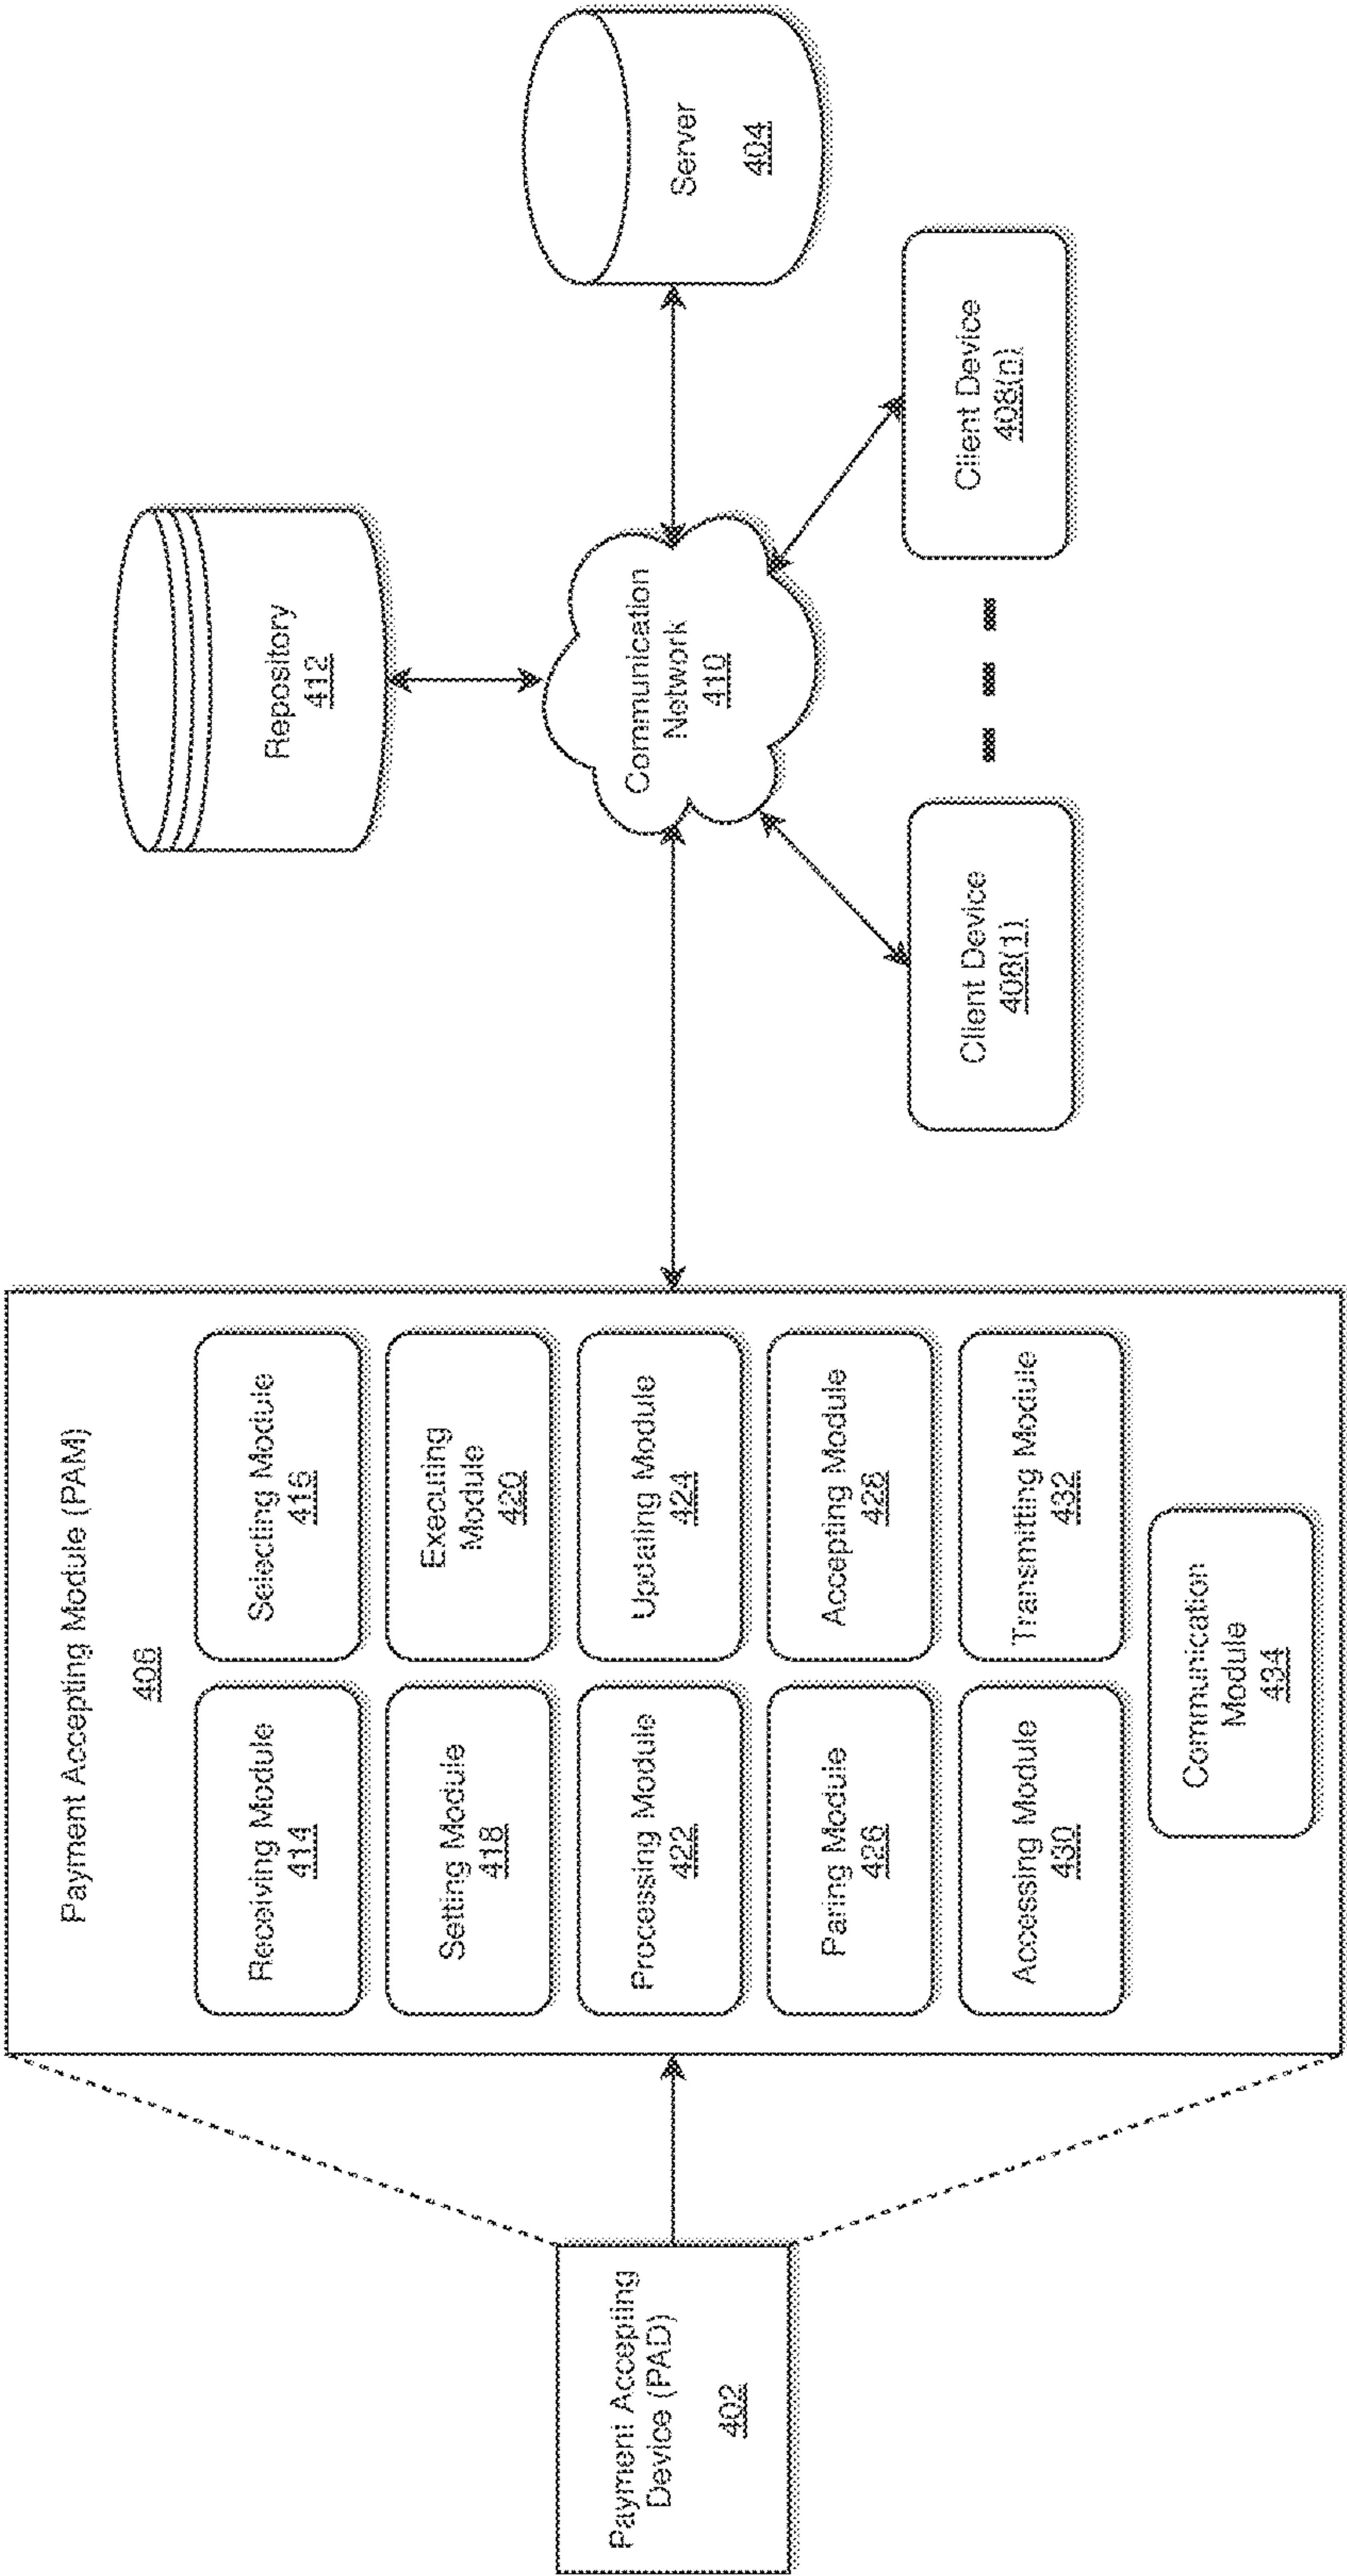 Payment Accepting
Device (PAD)
402
Payment Accepting Module (PAM)
406
Receiving Module
414
Selecting Module
416
Setting Module
418
Executing
Module
420
Processing Module
422
Updating Module
424
Paring Module
426
Accepting Module
428
Accessing Module
430
Transmitting Module
432
Communication
Module
434
Repository
412
Communication
Network
410
Server
404
Client Device
408(1)
Client Device
408(n)